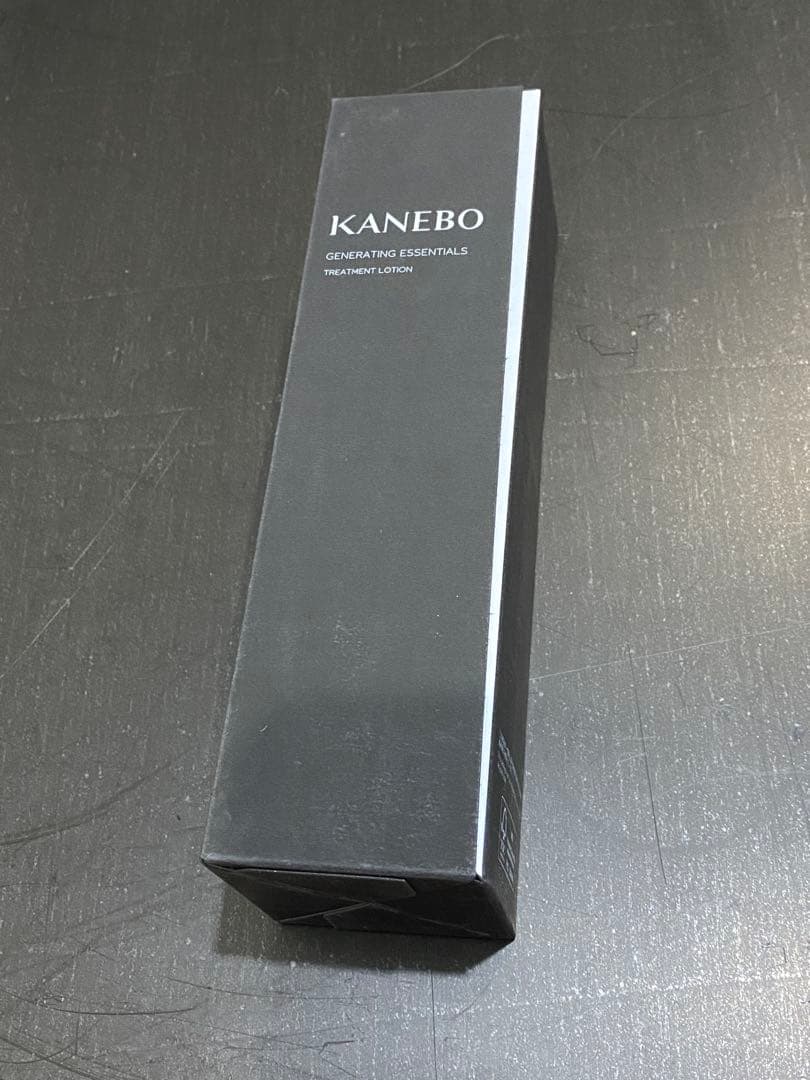 KANEBO
GENERATING ESSENTIALS
TREATMENT LOTION